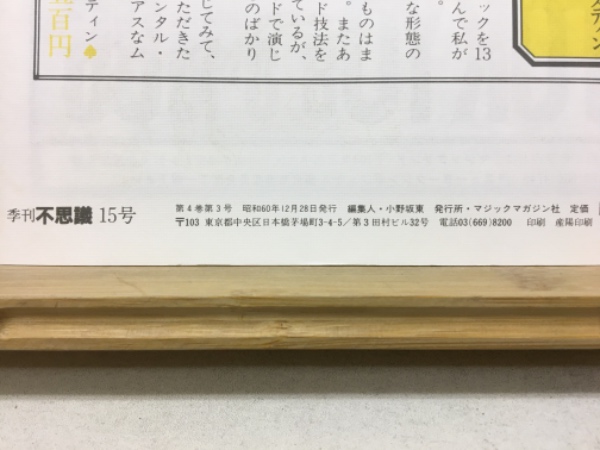 ックを13
んで私が
。
な形態の
ものはま
。またあ
ド技法を
ているが、
ドで演じ
のばかり
じてみて、
ただきた
ンタル・
アスなム
ティン♠
百円
季刊不思議 15号
第4巻第3号 昭和60年12月28日発行 編集人・小野坂東 発行所・マジックマガジン社 定価
〒103 東京都中央区日本橋茅場町3-4-5/第3田村ビル32号 電話03(669)8200 印刷 産陽印刷